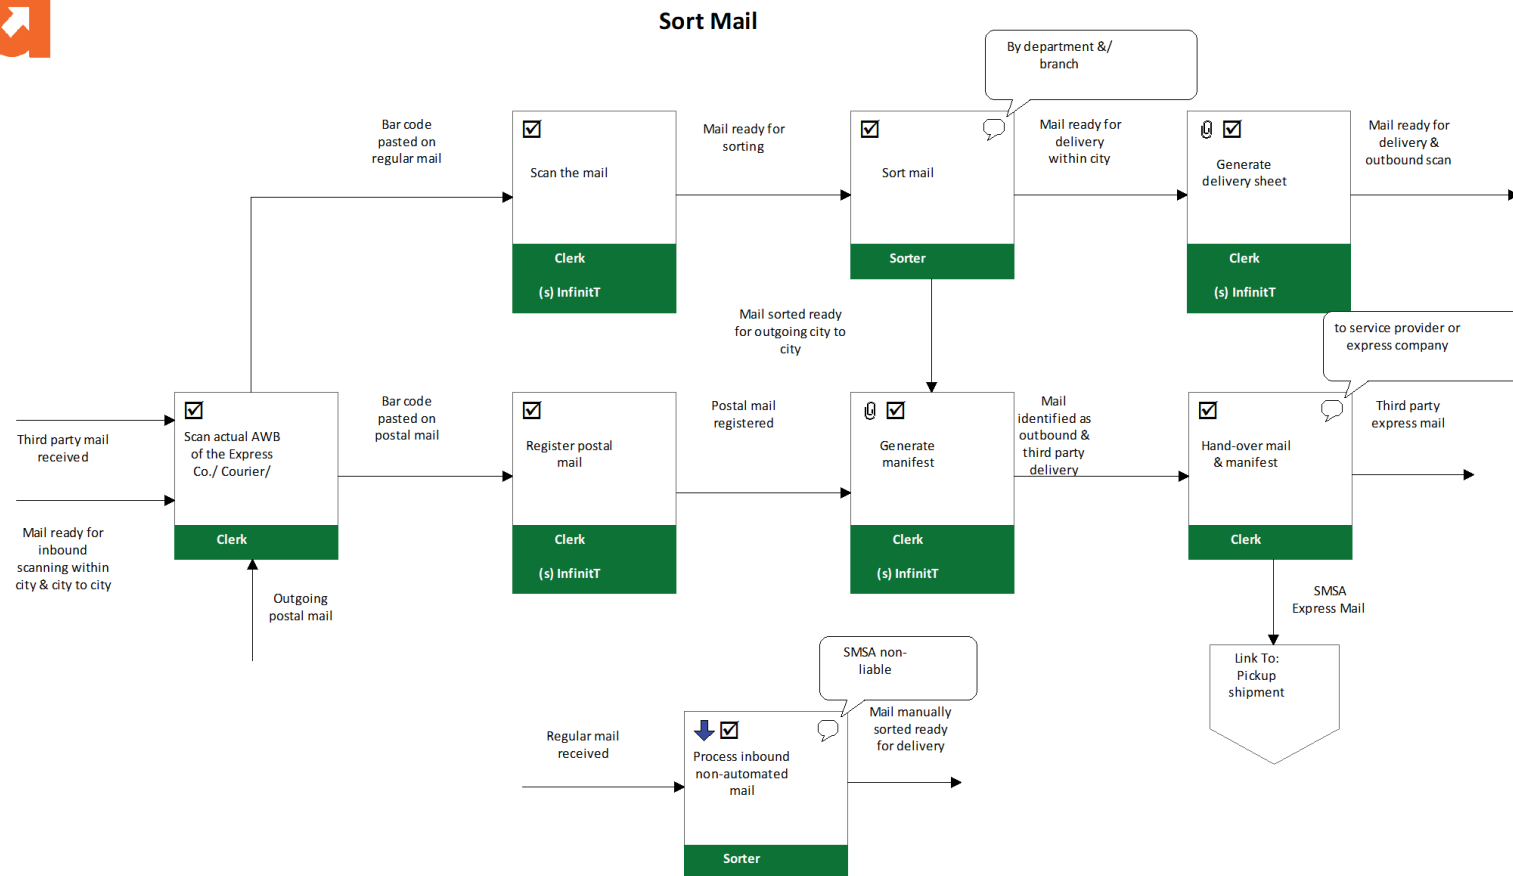 Sort Mail
By department &/
branch
Bar code
pasted on
regular mail
Scan the mail
Clerk
(s) InfinitT
Mail ready for
sorting
Sort mail
Sorter
Mail ready for
delivery
within city
Generate
delivery sheet
Clerk
(s) InfinitT
Mail ready for
delivery &
outbound scan
Mail sorted ready
for outgoing city to
city
to service provider or
express company
Third party mail
received
Mail ready for
inbound
scanning within
city & city to city
Scan actual AWB
of the Express
Co./ Courier/
Clerk
Outgoing
postal mail
Bar code
pasted on
postal mail
Register postal
mail
Clerk
(s) InfinitT
Postal mail
registered
Generate
manifest
Clerk
(s) InfinitT
Mail
identified as
outbound &
third party
delivery
Hand-over mail
& manifest
Clerk
Third party
express mail
SMSA
Express Mail
Link To:
Pickup
shipment
SMSA non-
liable
Regular mail
received
Process inbound
non-automated
mail
Sorter
Mail manually
sorted ready
for delivery